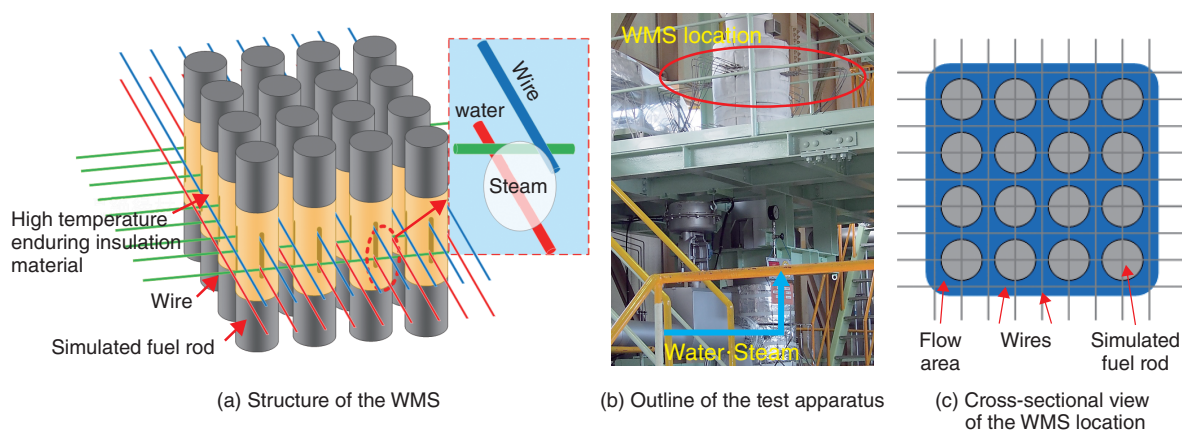 Wire
water
Steam
High temperature
enduring insulation
material
Wire
Simulated fuel rod
(a) Structure of the WMS
WMS location
Water·Steam
(b) Outline of the test apparatus
Flow
area
Wires
Simulated
fuel rod
(c) Cross-sectional view
of the WMS location